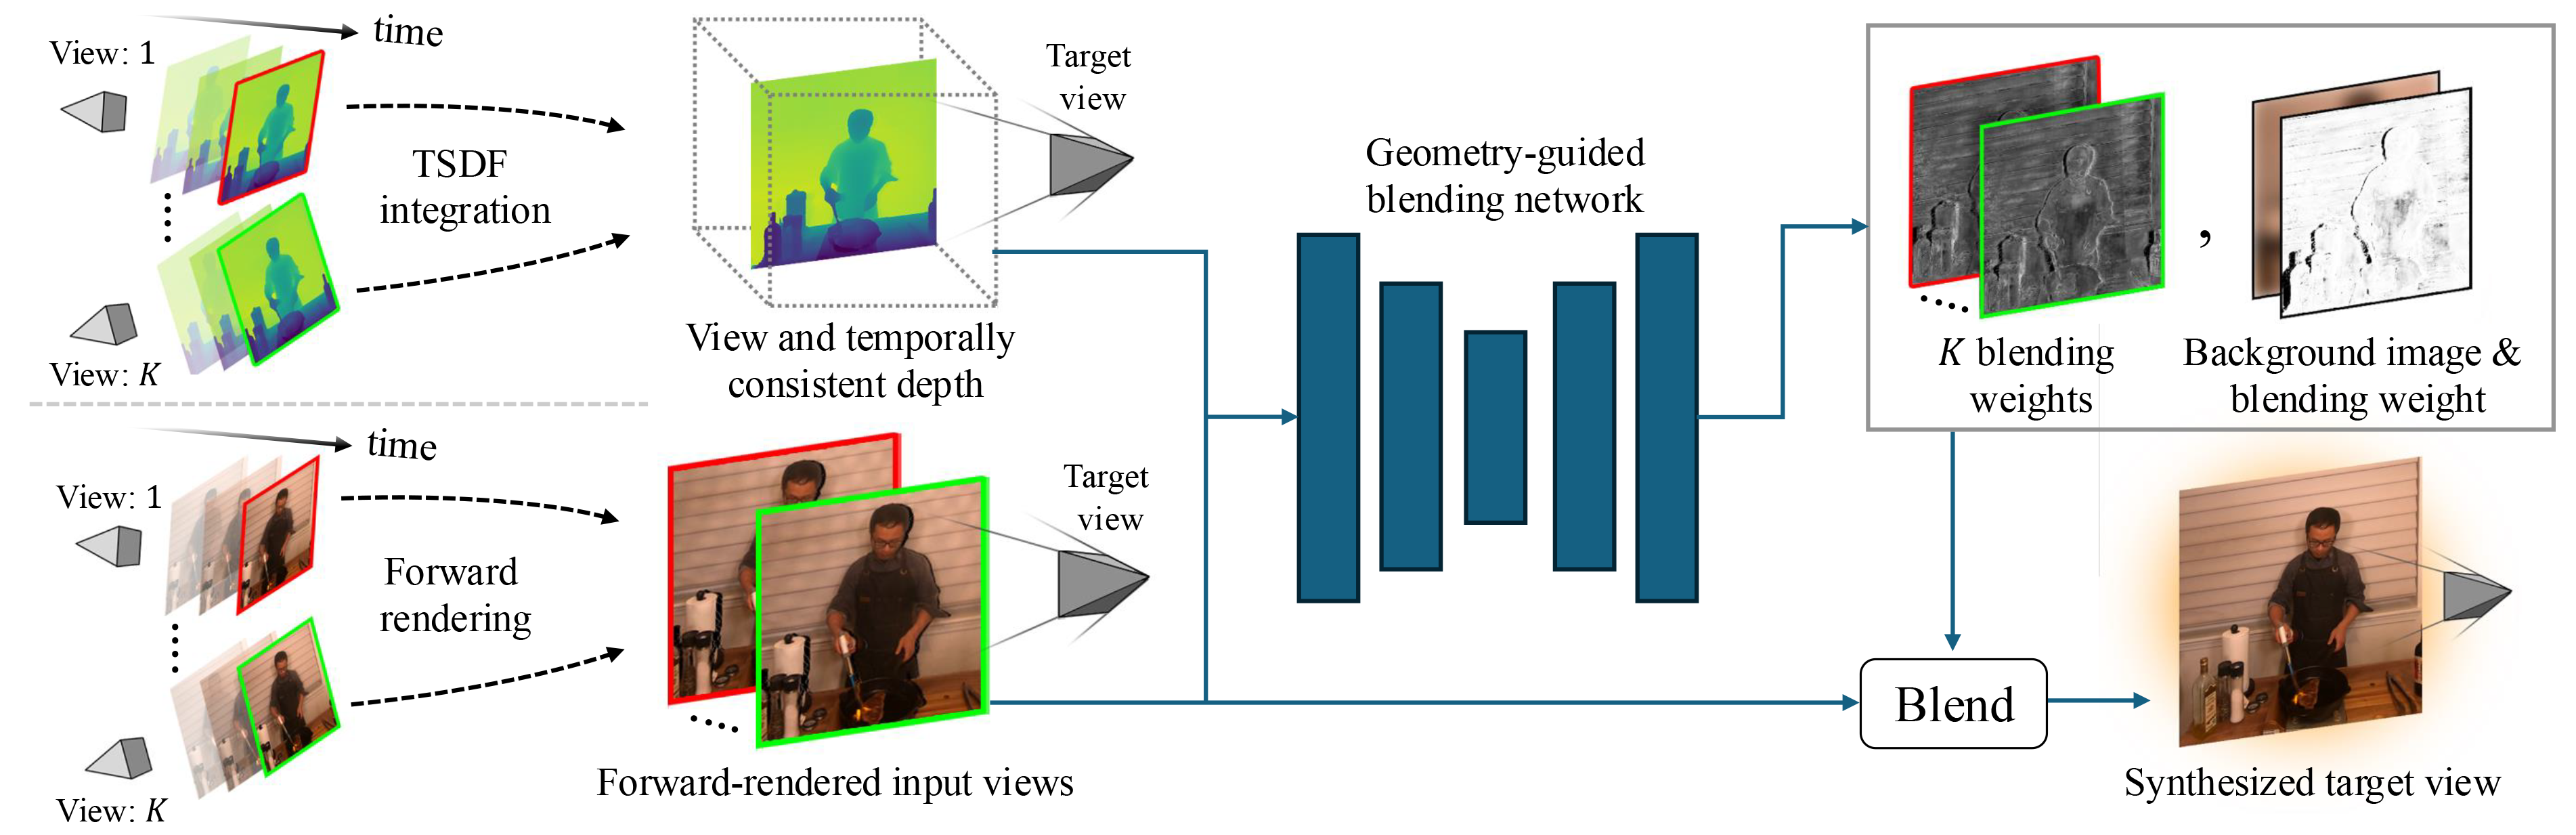 time
View: 1
TSDF
integration
View: K
Target
view
View and temporally
consistent depth
time
View: 1
Forward
rendering
View: K
Target
view
Forward-rendered input views
Geometry-guided
blending network
,
K blending
weights
Background image &
blending weight
Blend
Synthesized target view